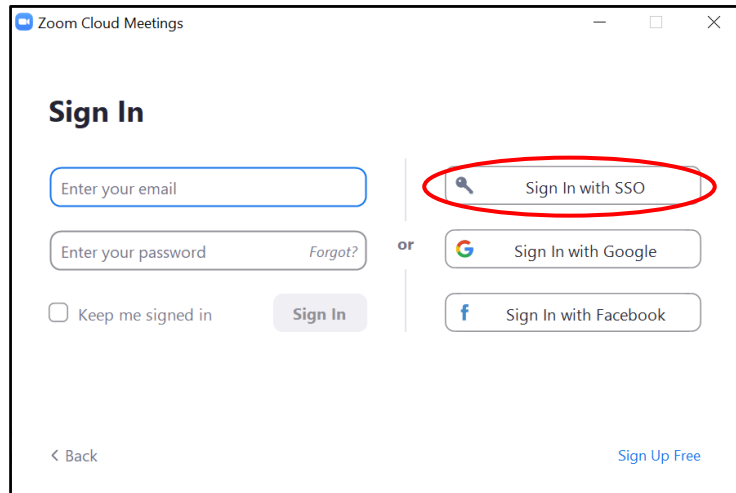 Zoom Cloud Meetings
Sign In
Enter your email
Enter your password Forgot?
Keep me signed in Sign In
or
Sign In with SSO
Sign In with Google
Sign In with Facebook
Back
Sign Up Free